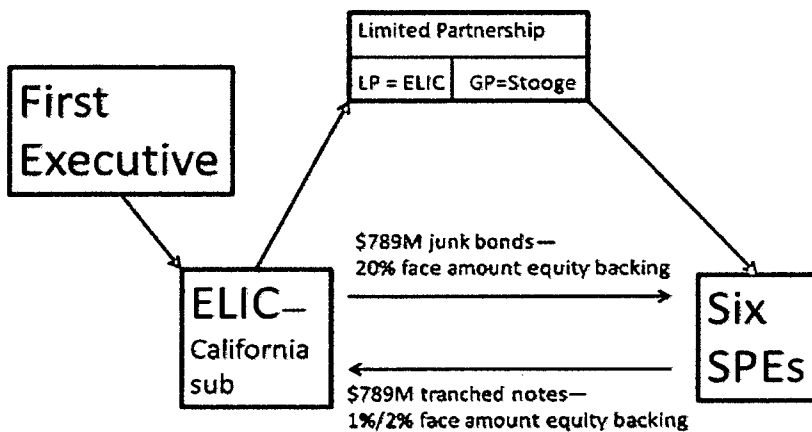 Limited Partnership
LP = ELIC
GP=Stooge
First
Executive
$789M junk bonds—
20% face amount equity backing
ELIC–
California
sub
Six
SPEs
$789M tranched notes—
1%/2% face amount equity backing